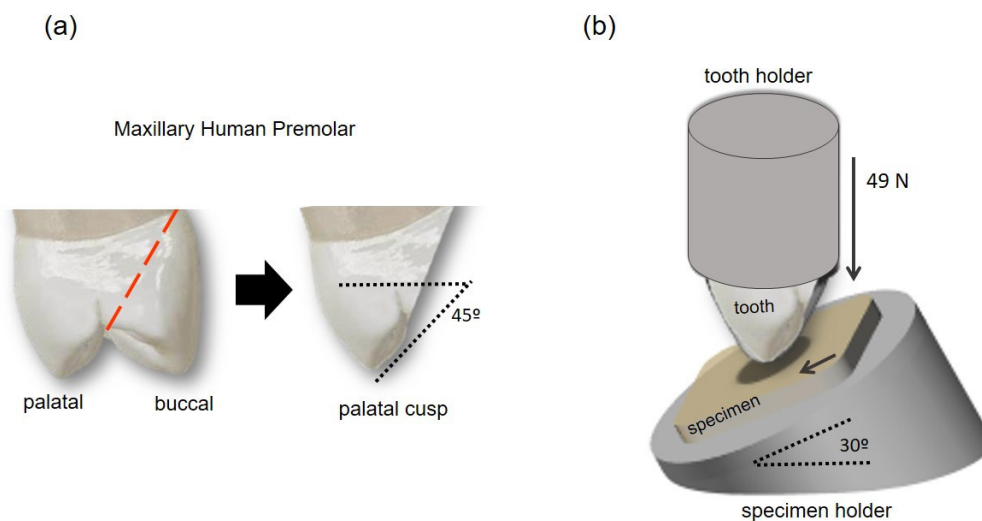 (a)
Maxillary Human Premolar
45º
palatal
buccal
palatal cusp
(b)
tooth holder
49 N
tooth
specimen
30º
specimen holder